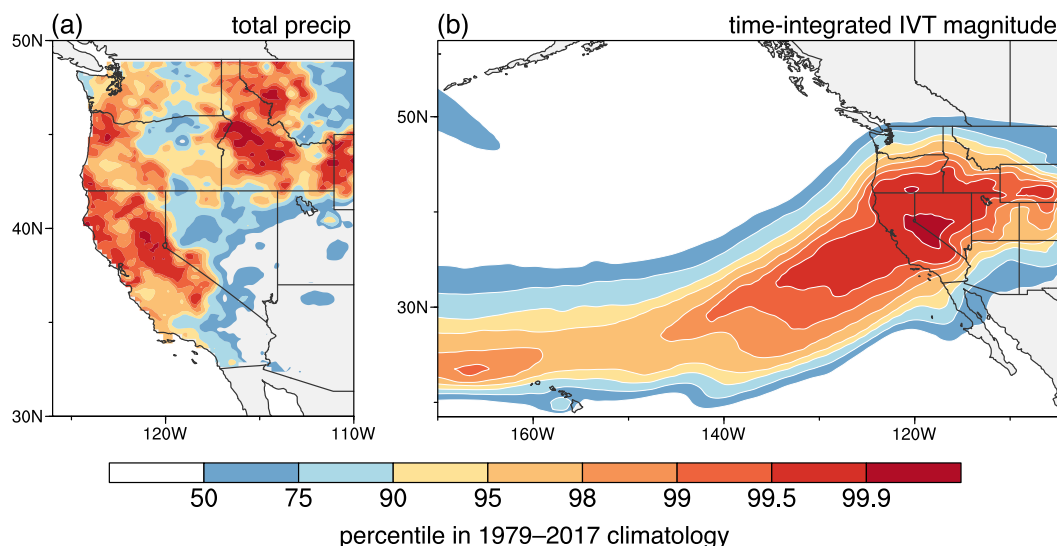 (a) total precip
(b) time-integrated IVT magnitude
50N
40N
30N
120W 110W
50N
30N
160W 140W 120W
50 75 90 95 98 99 99.5 99.9
percentile in 1979–2017 climatology